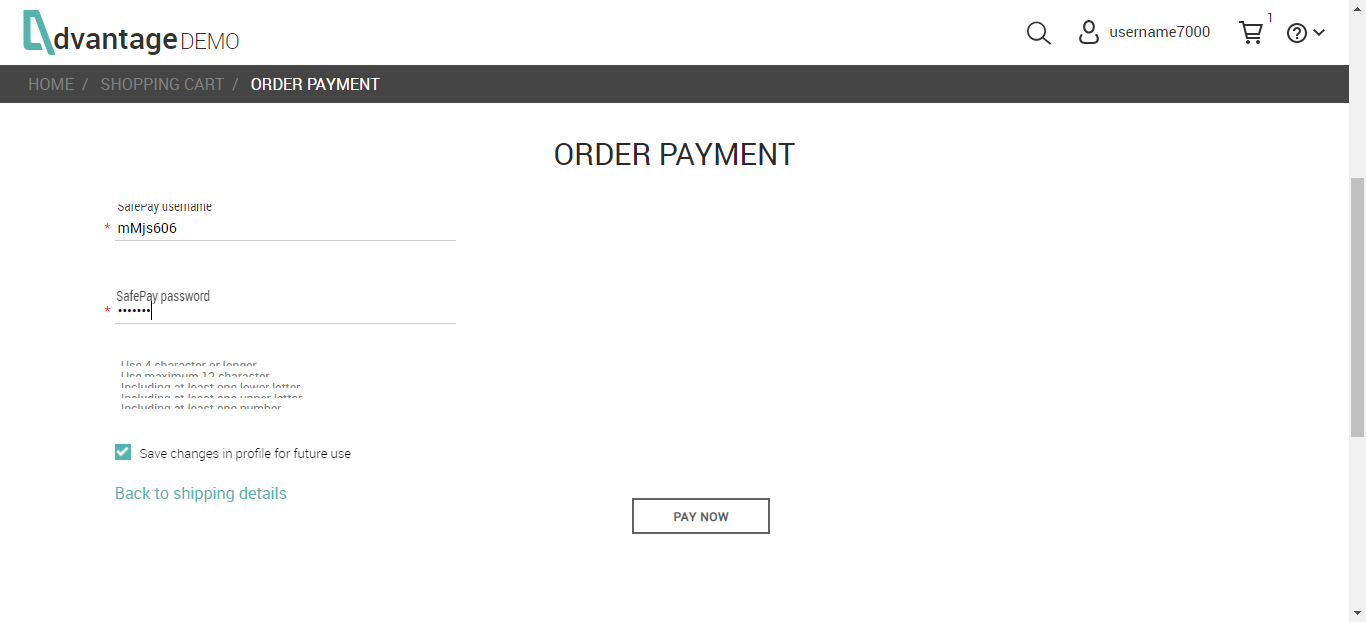 Advantage DEMO
username7000
1
HOME / SHOPPING CART / ORDER PAYMENT
ORDER PAYMENT
SafePay username
* mMjs606
SafePay password
* •••••••
Use 4 character or longer
Use maximum 12 character
Including at least one lower letter
Including at least one upper letter
Including at least one number
Save changes in profile for future use
Back to shipping details
PAY NOW